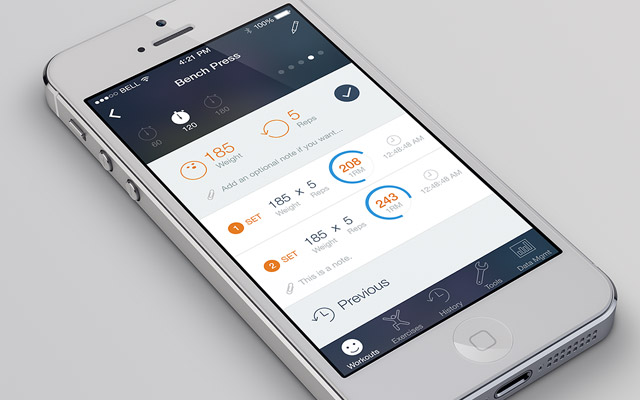 BELL 4:21 PM 100%
Bench Press
60 120 180
185 Weight 5 Reps
Add an optional note if you want...
1 SET 185 x 5 208 12:48:48 AM
Weight Reps 1RM
2 SET 185 x 5 243 12:48:48 AM
Weight Reps 1RM
This is a note.
Previous
Workouts Exercises History Tools Data Mgmt